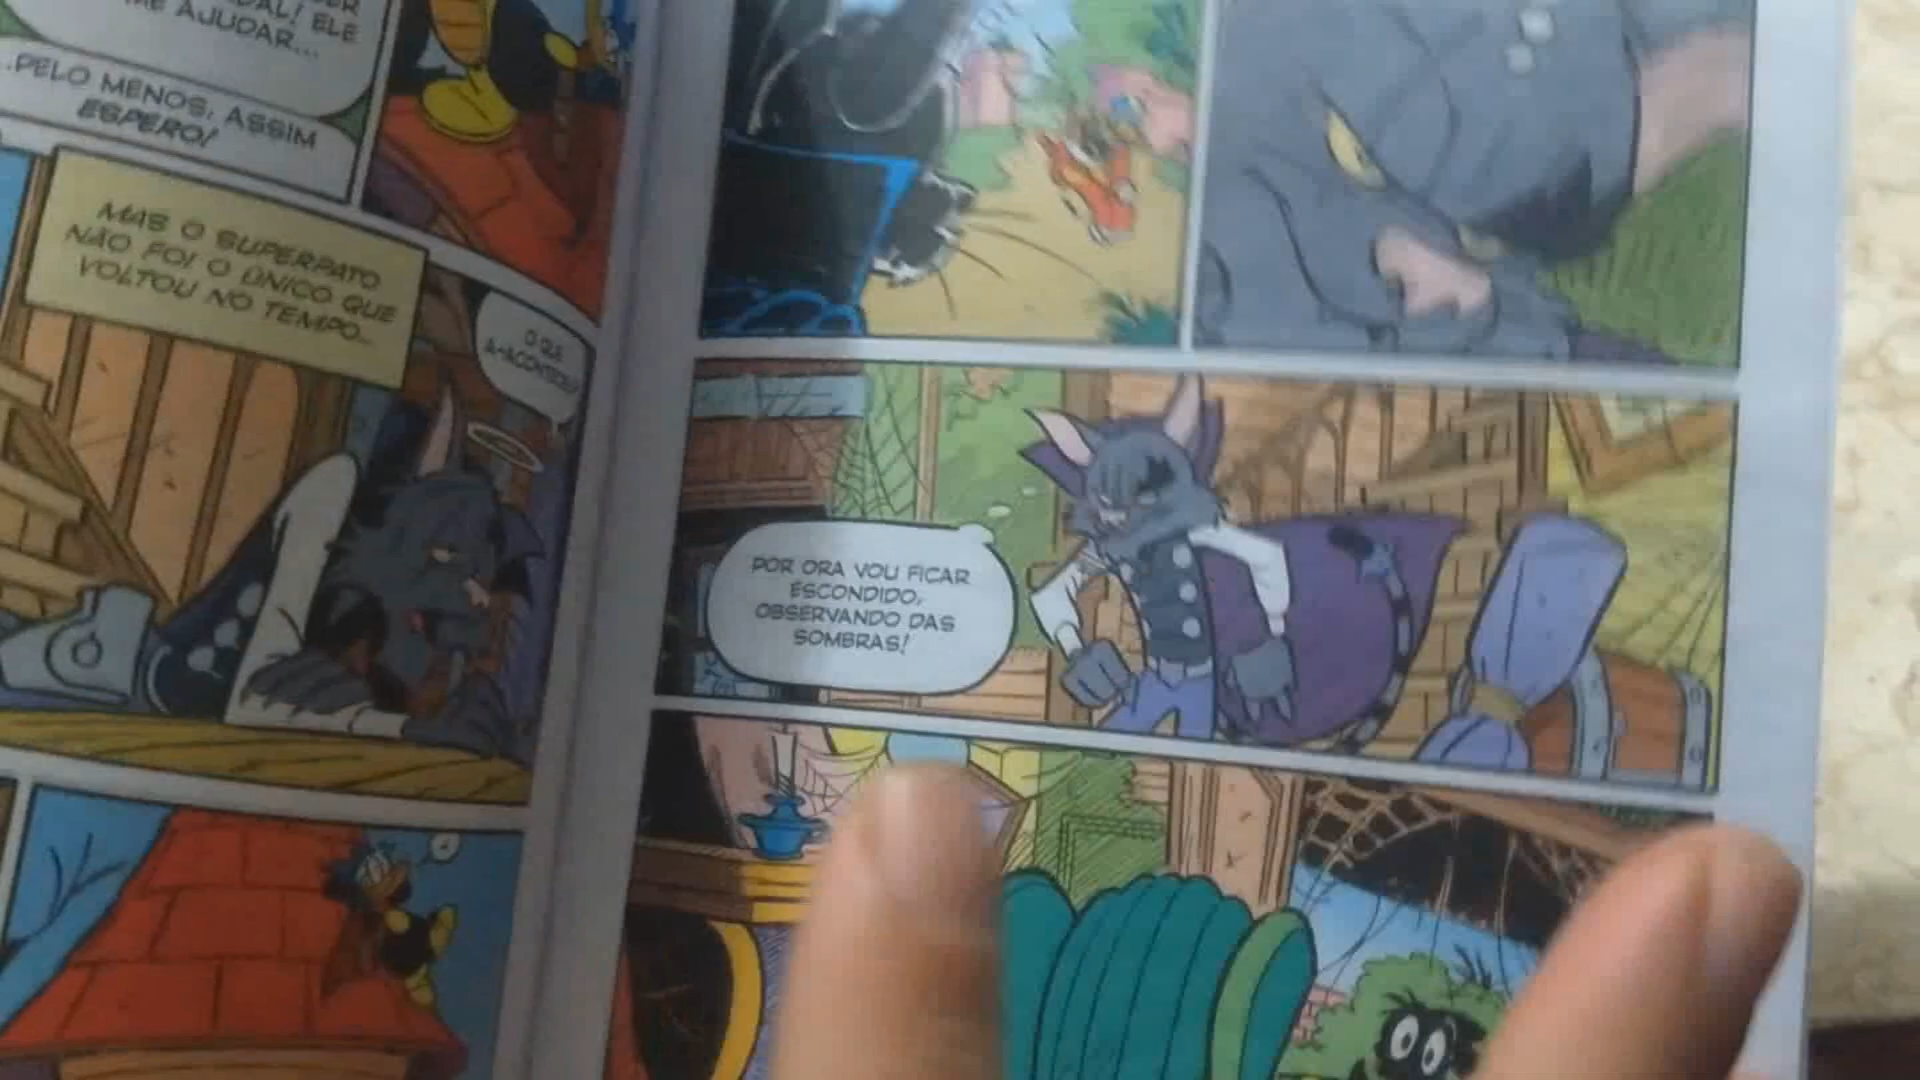 ELE
ME AJUDAR...
...PELO MENOS, ASSIM
ESPERO!
MAS O SUPERPATO
NÃO FOI O ÚNICO QUE
VOLTOU NO TEMPO...
O QUE
A-ACONTECEU?
POR ORA VOU FICAR
ESCONDIDO,
OBSERVANDO DAS
SOMBRAS!